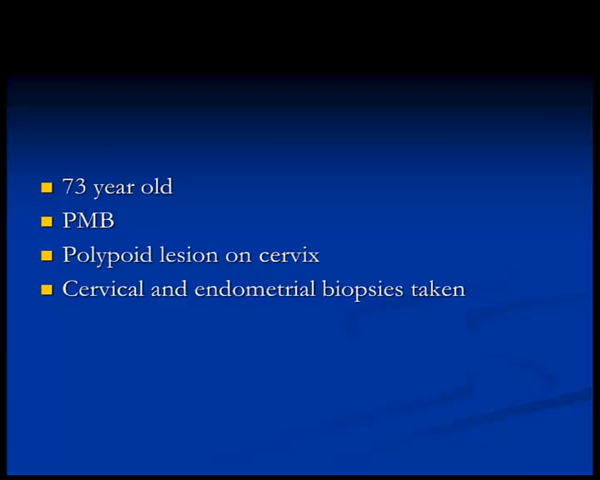 73 year old
PMB
Polypoid lesion on cervix
Cervical and endometrial biopsies taken